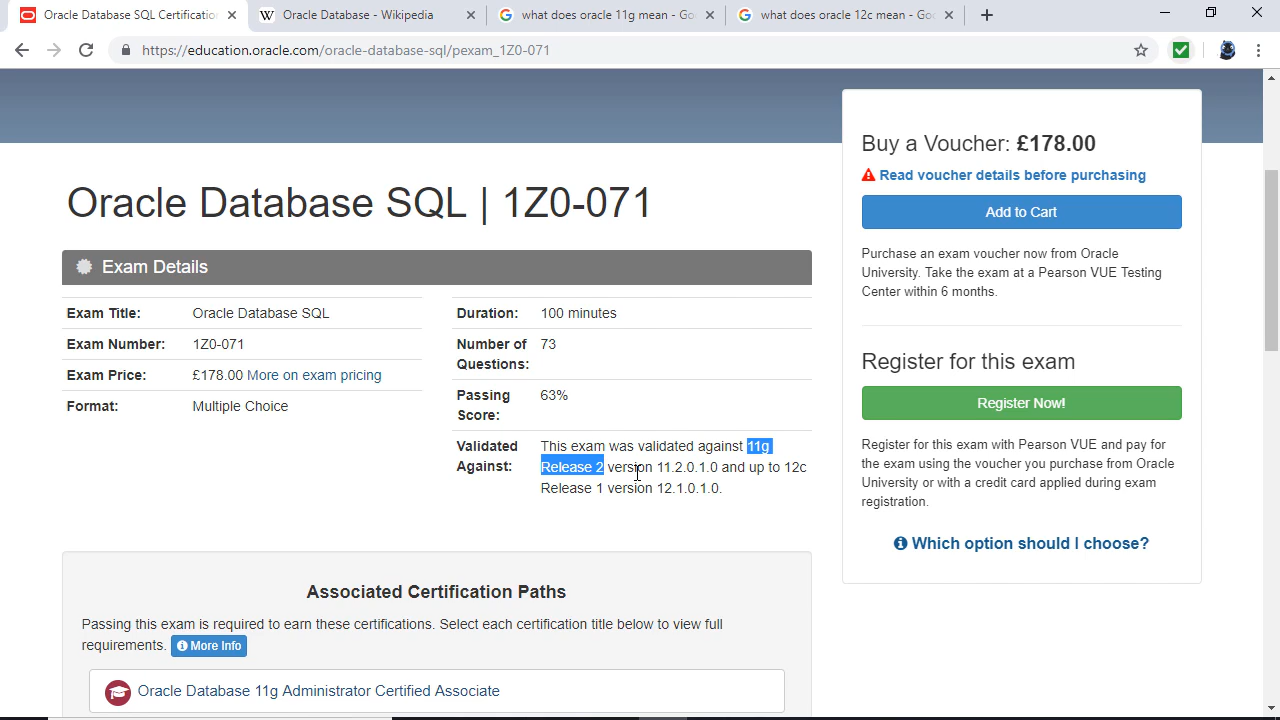 Oracle Database SQL Certification
Oracle Database - Wikipedia
what does oracle 11g mean - Go
what does oracle 12c mean - Go
https://education.oracle.com/oracle-database-sql/pexam_1Z0-071
Oracle Database SQL | 1Z0-071
Exam Details
Exam Title: Oracle Database SQL
Exam Number: 1Z0-071
Exam Price: £178.00 More on exam pricing
Format: Multiple Choice
Duration: 100 minutes
Number of 73
Questions:
Passing 63%
Score:
Validated This exam was validated against 11g
Against: Release 2 version 11.2.0.1.0 and up to 12c
Release 1 version 12.1.0.1.0.
Associated Certification Paths
Passing this exam is required to earn these certifications. Select each certification title below to view full
requirements. More Info
Oracle Database 11g Administrator Certified Associate
Buy a Voucher: £178.00
Read voucher details before purchasing
Add to Cart
Purchase an exam voucher now from Oracle
University. Take the exam at a Pearson VUE Testing
Center within 6 months.
Register for this exam
Register Now!
Register for this exam with Pearson VUE and pay for
the exam using the voucher you purchase from Oracle
University or with a credit card applied during exam
registration.
Which option should I choose?